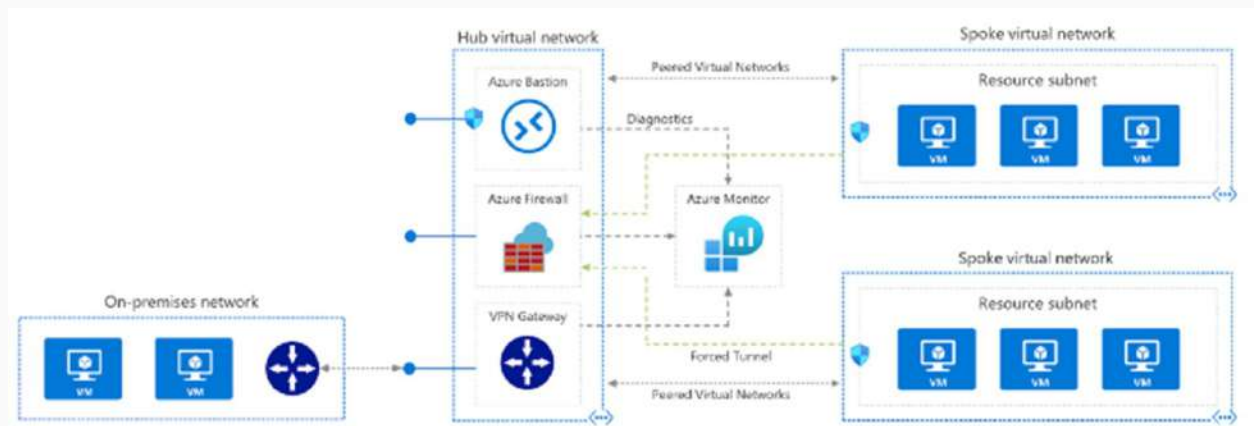 Hub virtual network
Spoke virtual network
Azure Bastion
Peered Virtual Networks
Resource subnet
Diagnostics
VM
VM
VM
Azure Firewall
Azure Monitor
Spoke virtual network
On-premises network
VPN Gateway
Resource subnet
Forced Tunnel
VM
VM
VM
VM
VM
Peered Virtual Networks